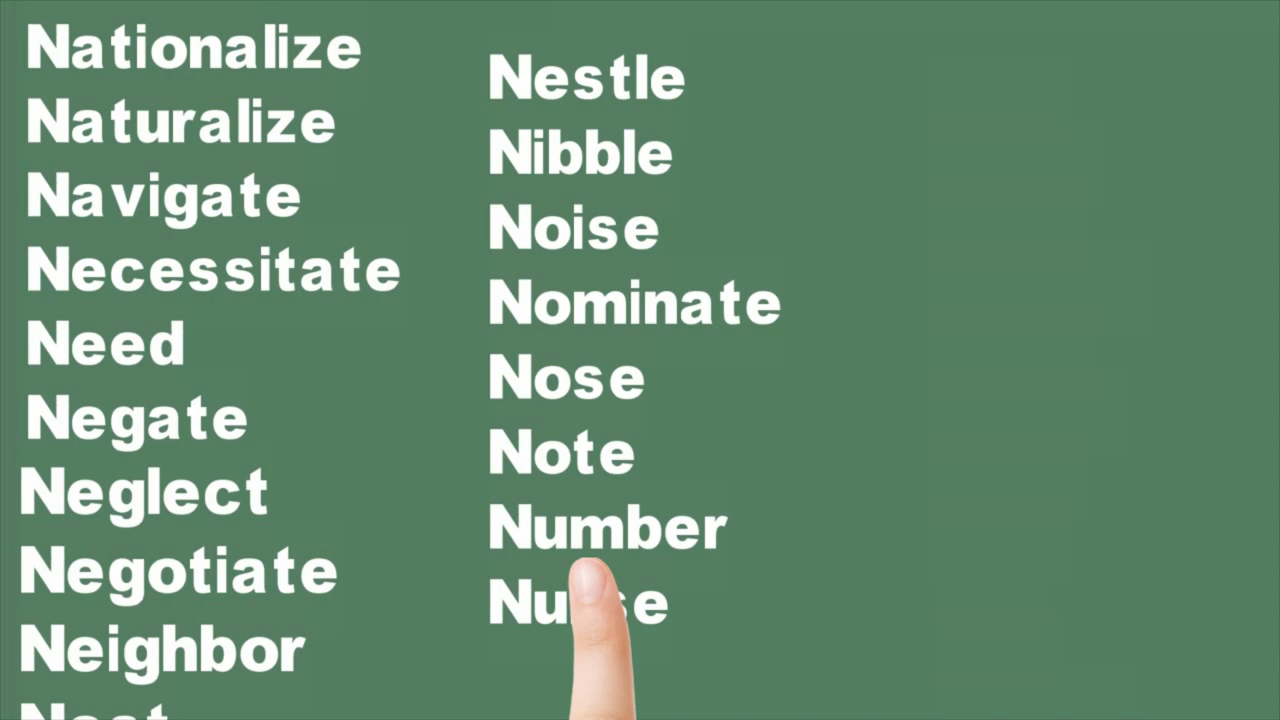 Nationalize
Naturalize
Navigate
Necessitate
Need
Negate
Neglect
Negotiate
Neighbor
Nestle
Nibble
Noise
Nominate
Nose
Note
Number